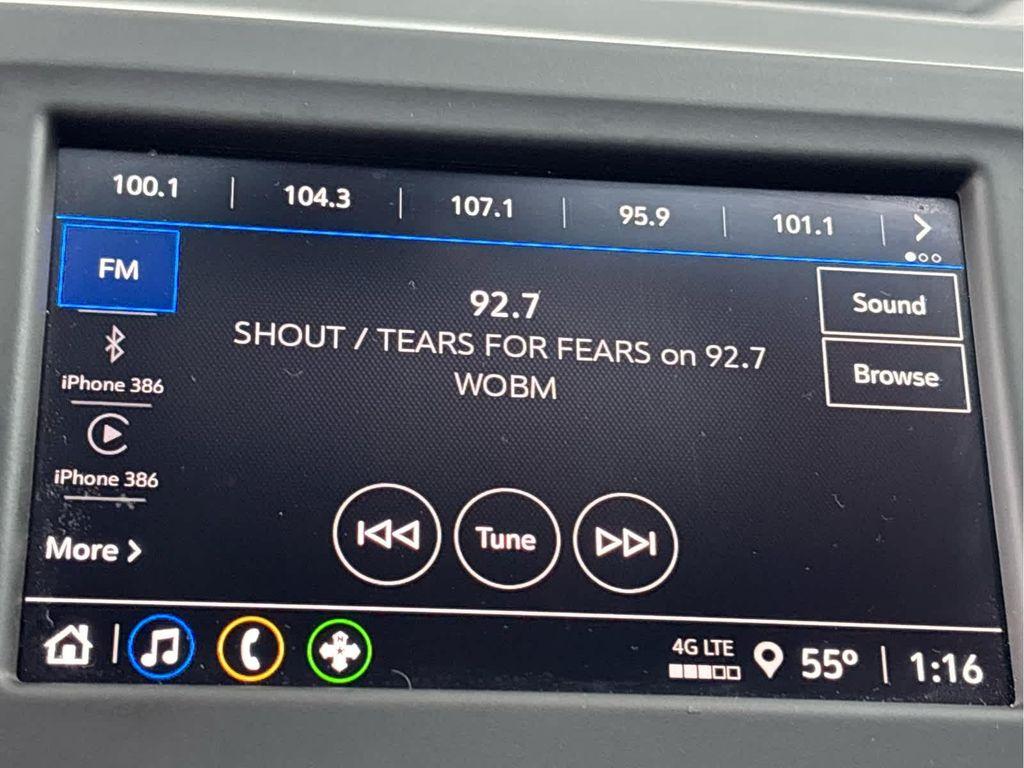 100.1 | 104.3 | 107.1 | 95.9 | 101.1 | >
FM
92.7
SHOUT / TEARS FOR FEARS on 92.7
WOBM
Sound
Browse
iPhone 386
iPhone 386
More >
Tune
N
4G LTE
55° | 1:16